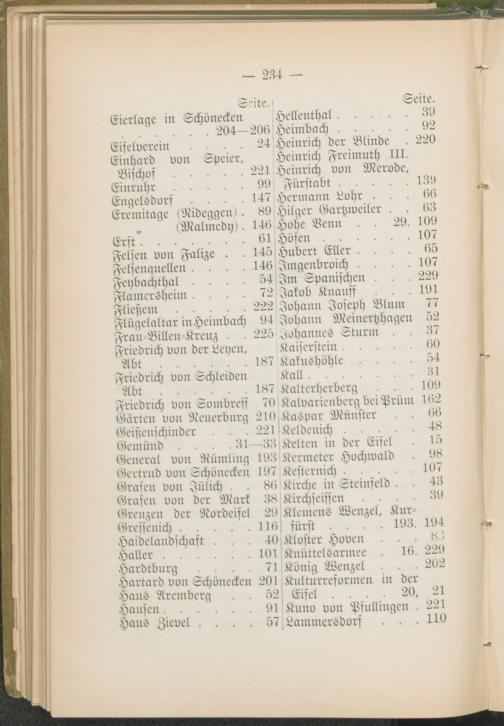 — 234 —
Seite.
Eierlage in Schönecken
. . . . . . 204—206
Eifelverein . . . . 24
Einhard von Speier,
Bischof . . . . . 221
Einruhr . . . . . 99
Engelsdorf . . . . 147
Eremitage (Nideggen) . 89
„ (Malmedy) . 146
Erft . . . . . . 61
Felsen von Falize . . 145
Felsenquellen . . . . 146
Feybachthal . . . . 54
Flamersheim . . . . 72
Fließem . . . . . 222
Flügelaltar in Heimbach 94
Frau-Billen-Kreuz . . 225
Friedrich von der Leyen,
Abt . . . . . . 187
Friedrich von Schleiden
Abt . . . . . . 187
Friedrich von Sombreff 70
Gärten von Neuerburg 210
Geißenschinder . . . 221
Gemünd . . . . 31—33
General von Rümling 193
Gertrud von Schönecken 197
Grafen von Jülich . . 86
Grafen von der Mark 38
Grenzen der Nordeifel 29
Gressenich . . . . . 116
Haidelandschaft . . . 40
Haller . . . . . . 101
Hardtburg . . . . 71
Hartard von Schönecken 201
Haus Aremberg . . 52
Hausen . . . . . . 91
Haus Zievel . . . . 57
Seite.
Hellenthal . . . . . 39
Heimbach . . . . . 92
Heinrich der Blinde . 220
Heinrich Freimuth III.
Heinrich von Merode,
Fürstabt . . . . . 139
Hermann Lohr . . . 66
Hilger Gartzweiler . . 63
Hohe Venn . . 29. 109
Höfen . . . . . . 107
Hubert Eller . . . . 65
Imgenbroich . . . . 107
Im Spanischen . . . 229
Jakob Knauff . . . 191
Johann Joseph Blum 77
Johann Meinertzhagen 52
Johannes Sturm . . 37
Kaiserstein . . . . . 60
Kakushöhle . . . . 54
Kall . . . . . . . 31
Kalterherberg . . . 109
Kalvarienberg bei Prüm 162
Kaspar Münster . . 66
Keldenich . . . . . 48
Kelten in der Eifel . 15
Kermeter Hochwald . 98
Kesternich . . . . . 107
Kirche in Steinfeld . . 43
Kirchseiffen . . . . 39
Klemens Wenzel, Kur-
fürst . . . . 193. 194
Kloster Hoven . . .
Knüttelsarmee . 16. 229
König Wenzel . . . 202
Kulturreformen in der
Eifel . . . . 20, 21
Kuno von Pfullingen . 221
Lammersdorf . . . 110